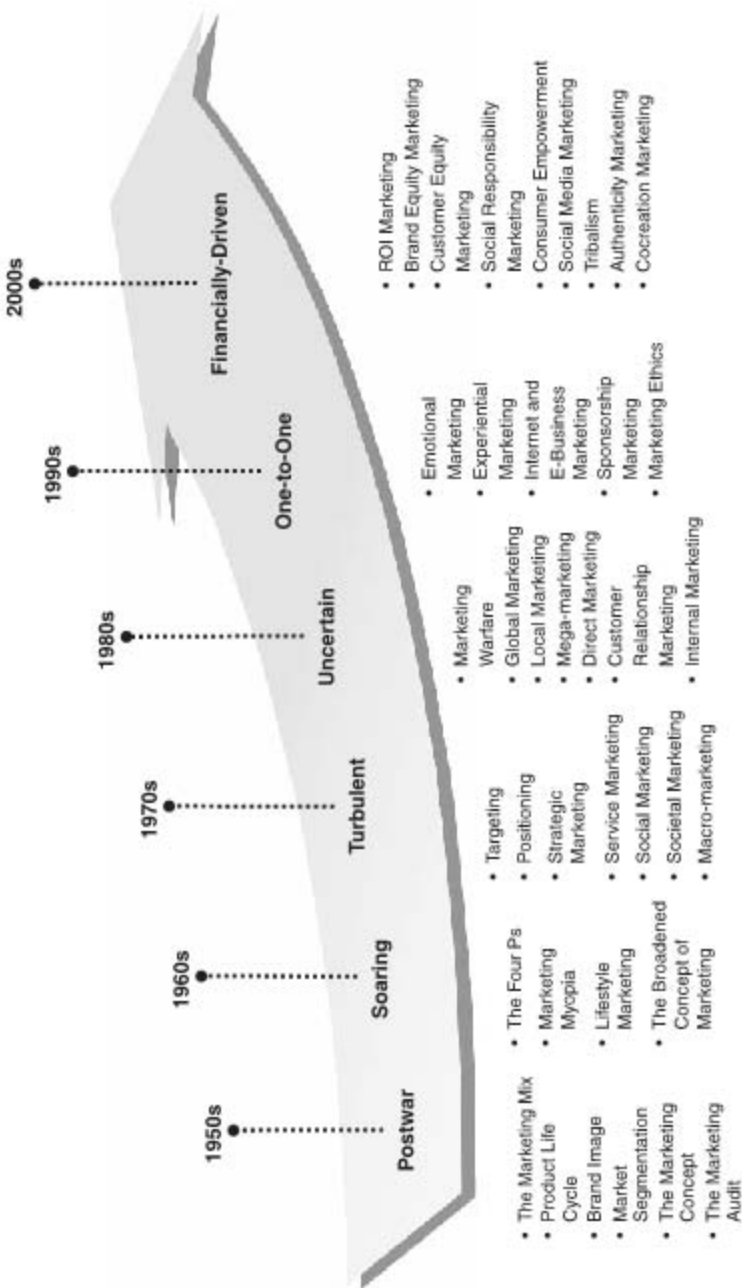 1950s
Postwar
• The Marketing Mix
• Product Life
Cycle
• Brand Image
• Market
Segmentation
• The Marketing
Concept
• The Marketing
Audit
1960s
Soaring
• The Four Ps
• Marketing
Myopia
• Lifestyle
Marketing
• The Broadened
Concept of
Marketing
1970s
Turbulent
• Targeting
• Positioning
• Strategic
Marketing
• Service Marketing
• Social Marketing
• Societal Marketing
• Macro-marketing
1980s
Uncertain
• Marketing
Warfare
• Global Marketing
• Local Marketing
• Mega-marketing
• Direct Marketing
• Customer
Relationship
Marketing
• Internal Marketing
1990s
One-to-One
• Emotional
Marketing
• Experiential
Marketing
• Internet and
E-Business
Marketing
• Sponsorship
Marketing
• Marketing Ethics
2000s
Financially-Driven
• ROI Marketing
• Brand Equity Marketing
• Customer Equity
Marketing
• Social Responsibility
Marketing
• Consumer Empowerment
• Social Media Marketing
• Tribalism
• Authenticity Marketing
• Cocreation Marketing